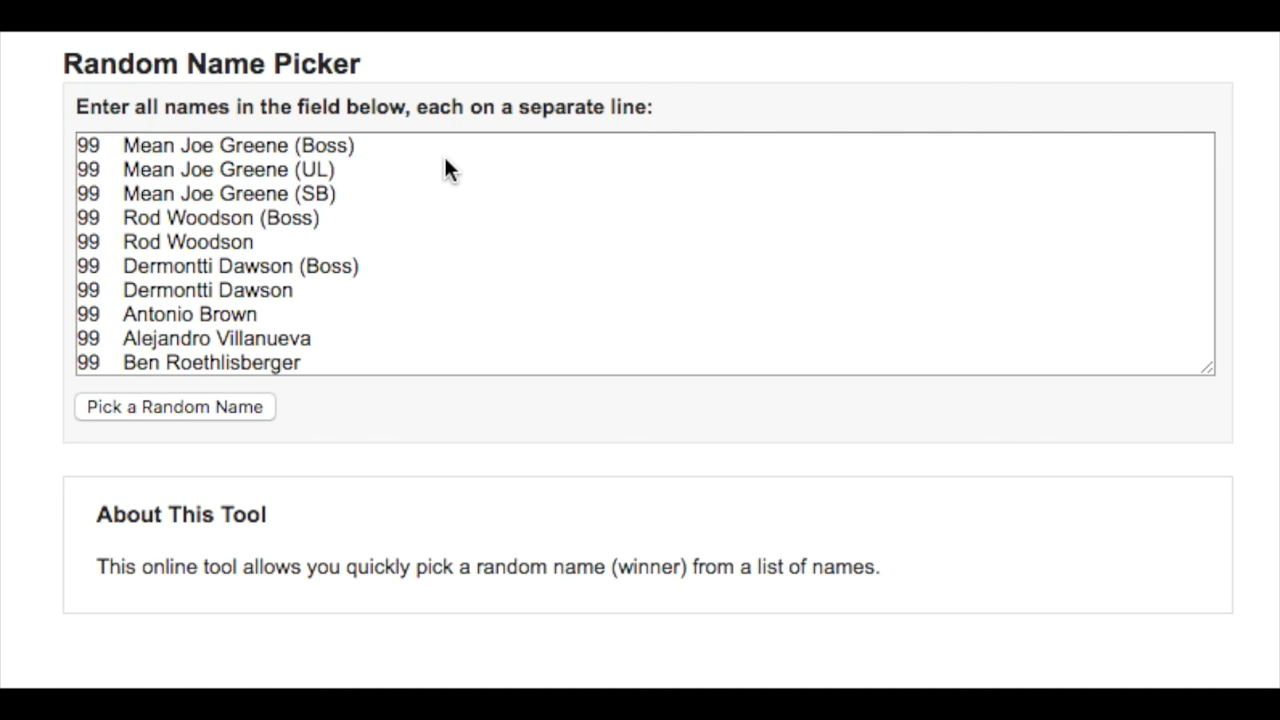 Random Name Picker
Enter all names in the field below, each on a separate line:
99 Mean Joe Greene (Boss)
99 Mean Joe Greene (UL)
99 Mean Joe Greene (SB)
99 Rod Woodson (Boss)
99 Rod Woodson
99 Dermontti Dawson (Boss)
99 Dermontti Dawson
99 Antonio Brown
99 Alejandro Villanueva
99 Ben Roethlisberger
Pick a Random Name
About This Tool
This online tool allows you quickly pick a random name (winner) from a list of names.